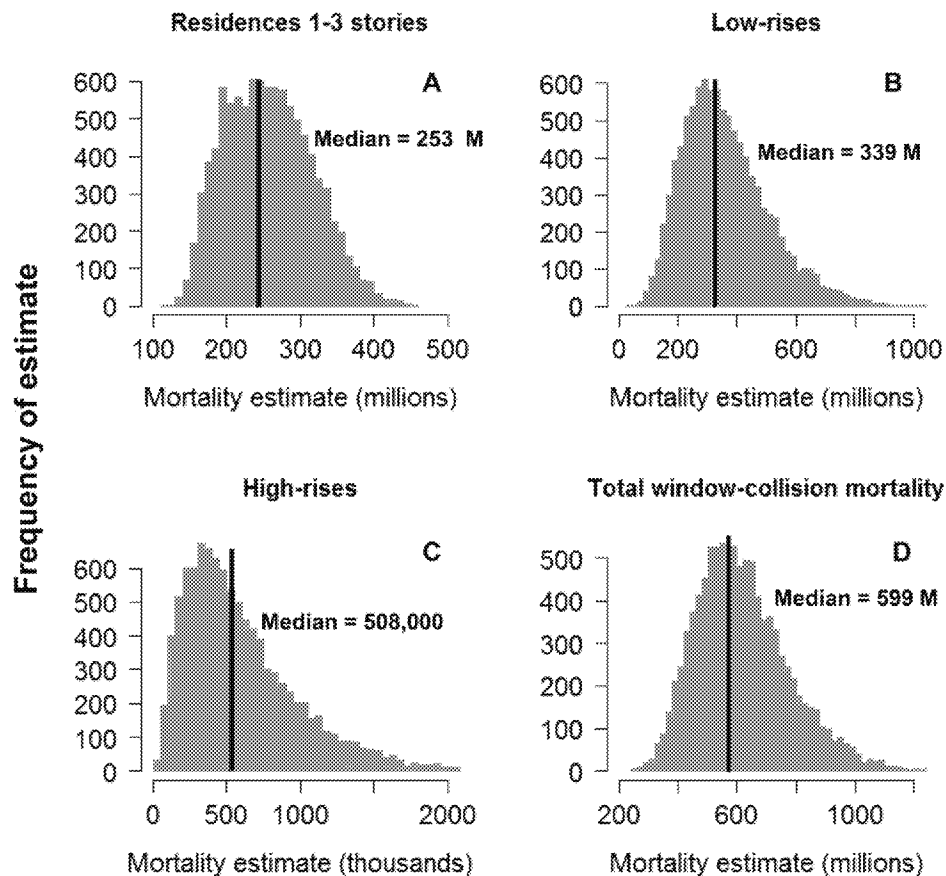 Residences 1-3 stories
A
Median = 253 M
600
500
400
300
200
100
0
100 200 300 400 500
Mortality estimate (millions)
Low-rises
B
Median = 339 M
600
500
400
300
200
100
0
0 200 600 1000
Mortality estimate (millions)
Frequency of estimate
High-rises
C
Median = 508,000
600
500
400
300
200
100
0
0 500 1000 2000
Mortality estimate (thousands)
Total window-collision mortality
D
Median = 599 M
500
400
300
200
100
0
200 600 1000
Mortality estimate (millions)